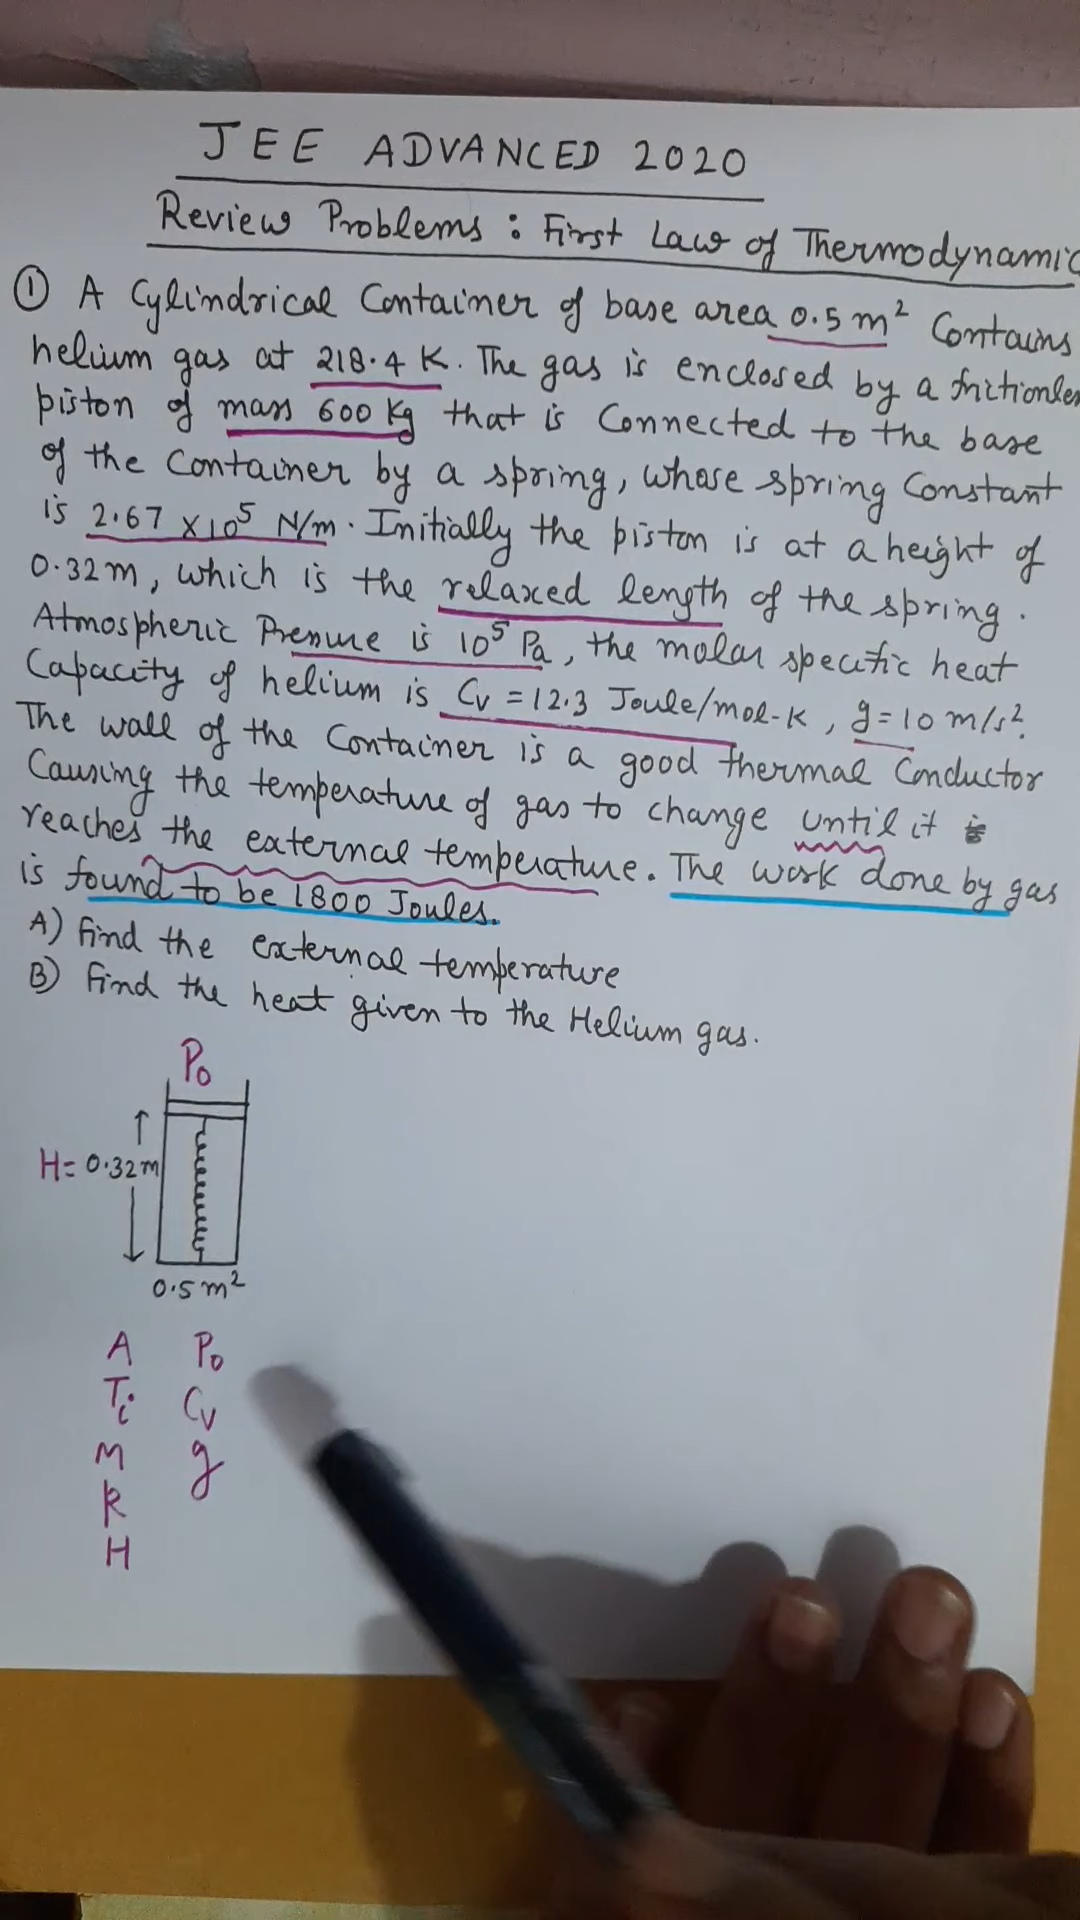 JEE ADVANCED 2020
Review Problems : First Law of Thermodynamic
① A Cylindrical Container of base area 0.5 m² Contains
helium gas at 218.4 K. The gas is enclosed by a frictionles
piston of mass 600 Kg that is Connected to the base
of the Container by a spring, whose spring Constant
is 2.67 x10⁵ N/m. Initially the piston is at a height of
0.32m, which is the relaxed length of the spring.
Atmospheric Pressure is 10⁵ Pa, the molar specific heat
Capacity of helium is Cv = 12.3 Joule/mol-K, g = 10 m/s².
The wall of the Container is a good thermal Conductor
Causing the temperature of gas to change until it
reaches the external temperature. The work done by gas
is found to be 1800 Joules.
A) Find the external temperature
B) Find the heat given to the Helium gas.
P₀
H= 0.32m
0.5 m²
A P₀
Ti Cv
M g
k
H